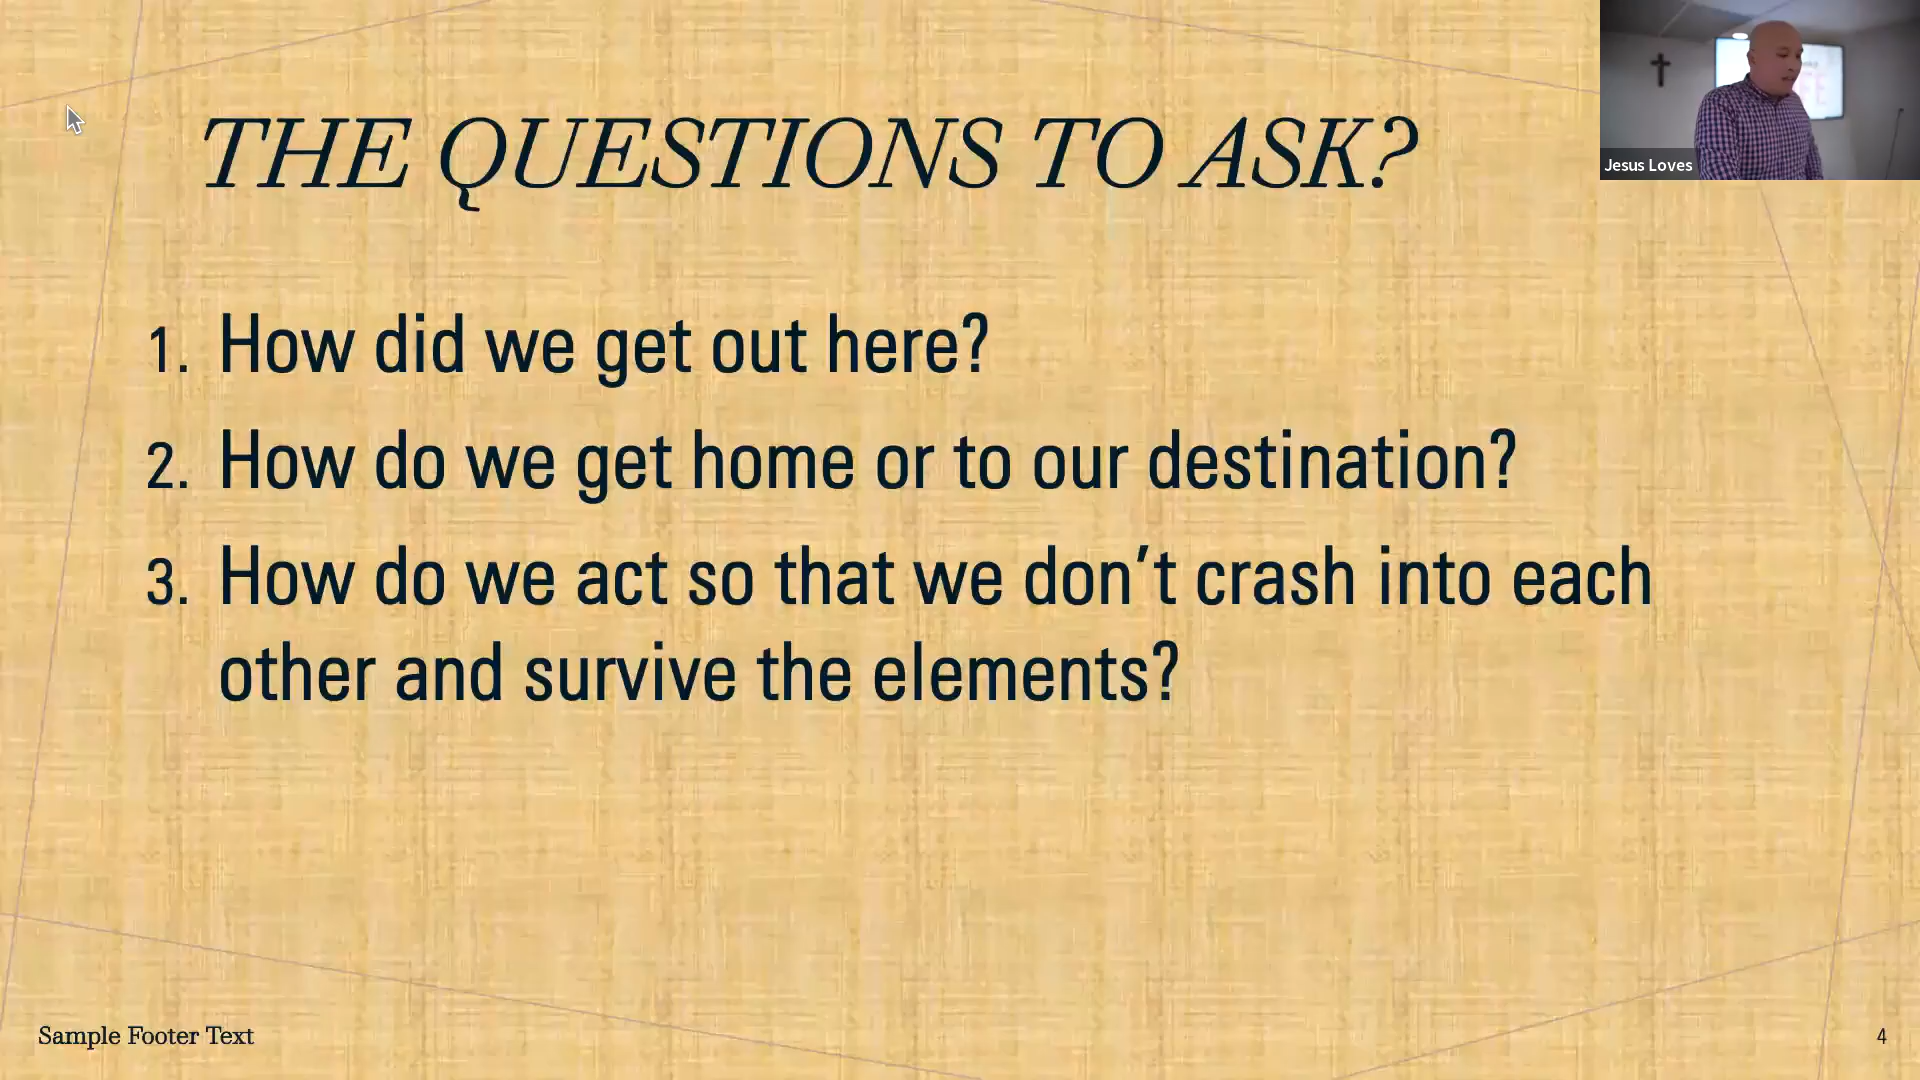 THE QUESTIONS TO ASK?
1. How did we get out here?
2. How do we get home or to our destination?
3. How do we act so that we don’t crash into each
other and survive the elements?
Jesus Loves
Sample Footer Text
4